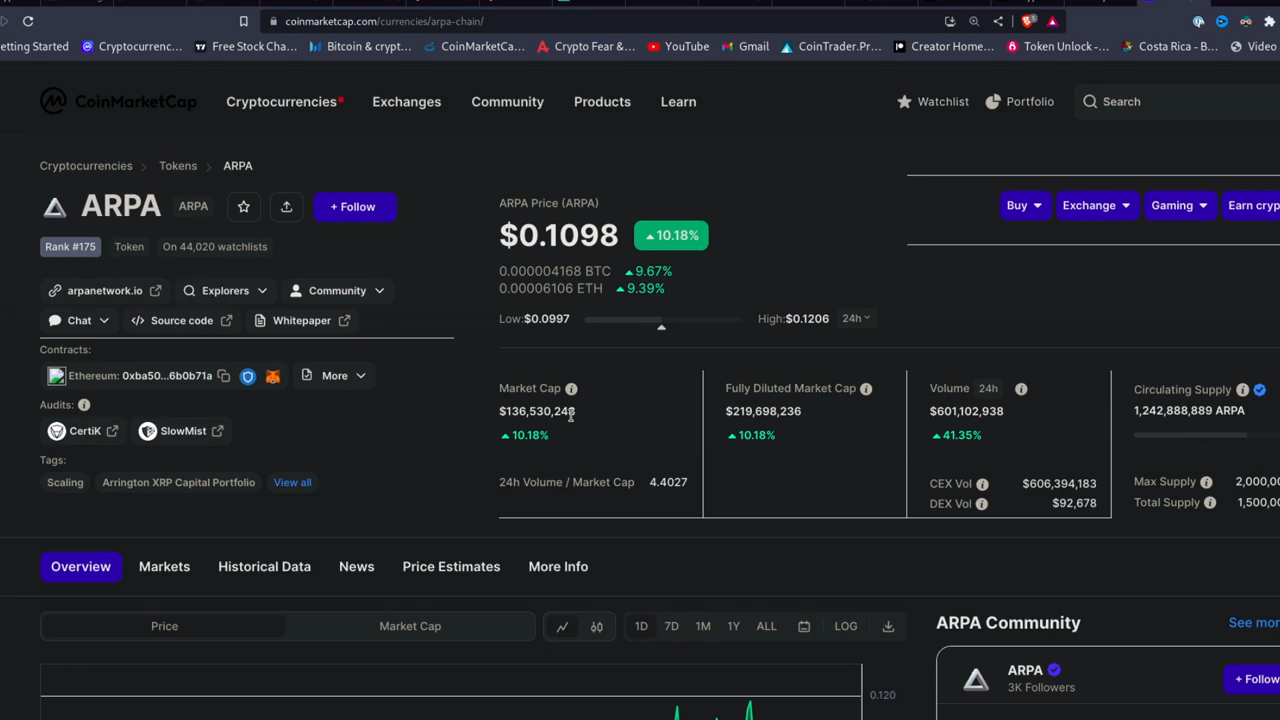 coinmarketcap.com/currencies/arpa-chain/
etting Started Cryptocurrenc... Free Stock Cha... Bitcoin & crypt... CoinMarketCa... Crypto Fear &... YouTube Gmail CoinTrader.Pr... Creator Home... Token Unlock -... Costa Rica - B... Video
CoinMarketCap Cryptocurrencies Exchanges Community Products Learn Watchlist Portfolio Search
Cryptocurrencies Tokens ARPA
ARPA ARPA + Follow
Rank #175 Token On 44,020 watchlists
arpanetwork.io Explorers Community
Chat Source code Whitepaper
Contracts:
Ethereum: 0xba50...6b0b71a More
Audits:
CertiK SlowMist
Tags:
Scaling Arrington XRP Capital Portfolio View all
ARPA Price (ARPA)
$0.1098 10.18%
0.000004168 BTC 9.67%
0.00006106 ETH 9.39%
Low:$0.0997 High:$0.1206 24h
Buy Exchange Gaming Earn cryp
Market Cap
$136,530,248
10.18%
24h Volume / Market Cap 4.4027
Fully Diluted Market Cap
$219,698,236
10.18%
Volume 24h
$601,102,938
41.35%
CEX Vol $606,394,183
DEX Vol $92,678
Circulating Supply
1,242,888,889 ARPA
Max Supply 2,000,0
Total Supply 1,500,0
Overview Markets Historical Data News Price Estimates More Info
Price Market Cap 1D 7D 1M 1Y ALL LOG
0.120
ARPA Community See mor
ARPA
3K Followers
+ Follow